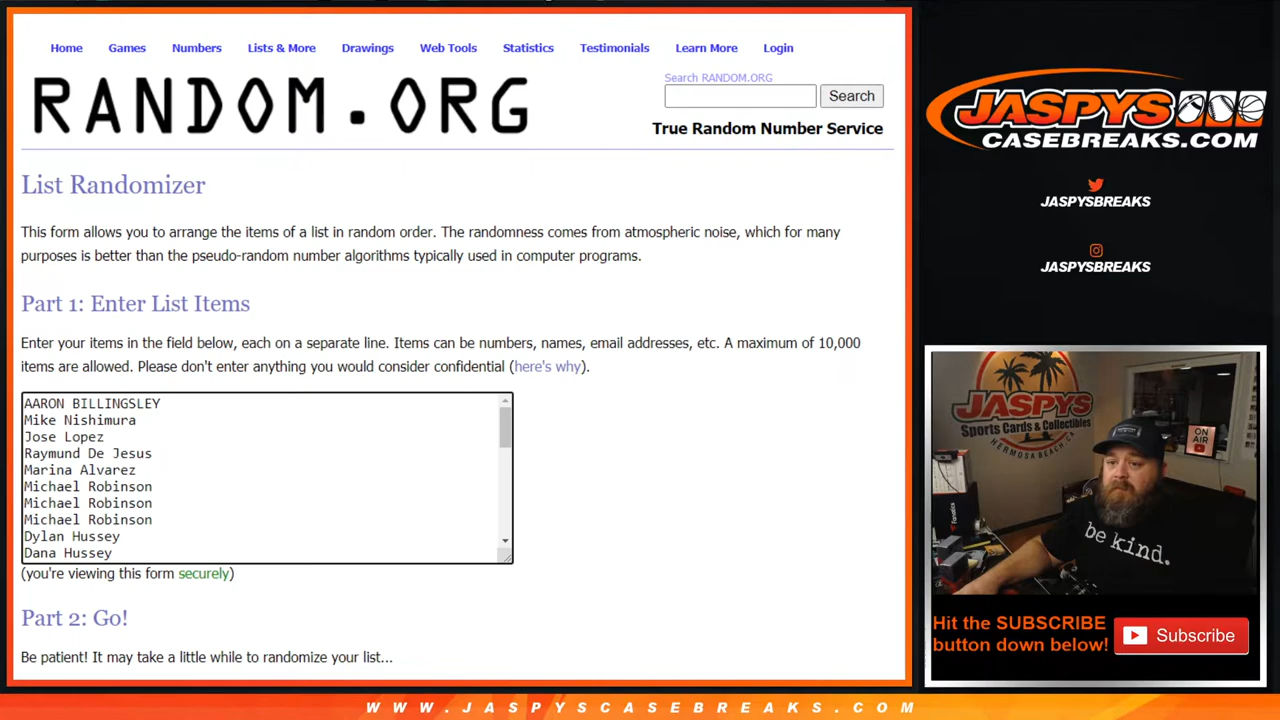 Home Games Numbers Lists & More Drawings Web Tools Statistics Testimonials Learn More Login
RANDOM.ORG
Search RANDOM.ORG
Search
True Random Number Service
List Randomizer
This form allows you to arrange the items of a list in random order. The randomness comes from atmospheric noise, which for many
purposes is better than the pseudo-random number algorithms typically used in computer programs.
Part 1: Enter List Items
Enter your items in the field below, each on a separate line. Items can be numbers, names, email addresses, etc. A maximum of 10,000
items are allowed. Please don't enter anything you would consider confidential (here's why).
AARON BILLINGSLEY
Mike Nishimura
Jose Lopez
Raymund De Jesus
Marina Alvarez
Michael Robinson
Michael Robinson
Michael Robinson
Dylan Hussey
Dana Hussey
(you're viewing this form securely)
Part 2: Go!
Be patient! It may take a little while to randomize your list...
JASPYS
CASEBREAKS.COM
JASPYSBREAKS
JASPYSBREAKS
JASPYS
Sports Cards & Collectibles
HERMOSA BEACH CA
ON
AIR
Fanatics
be kind.
Hit the SUBSCRIBE
button down below!
Subscribe
WWW.JASPYSCASEBREAKS.COM